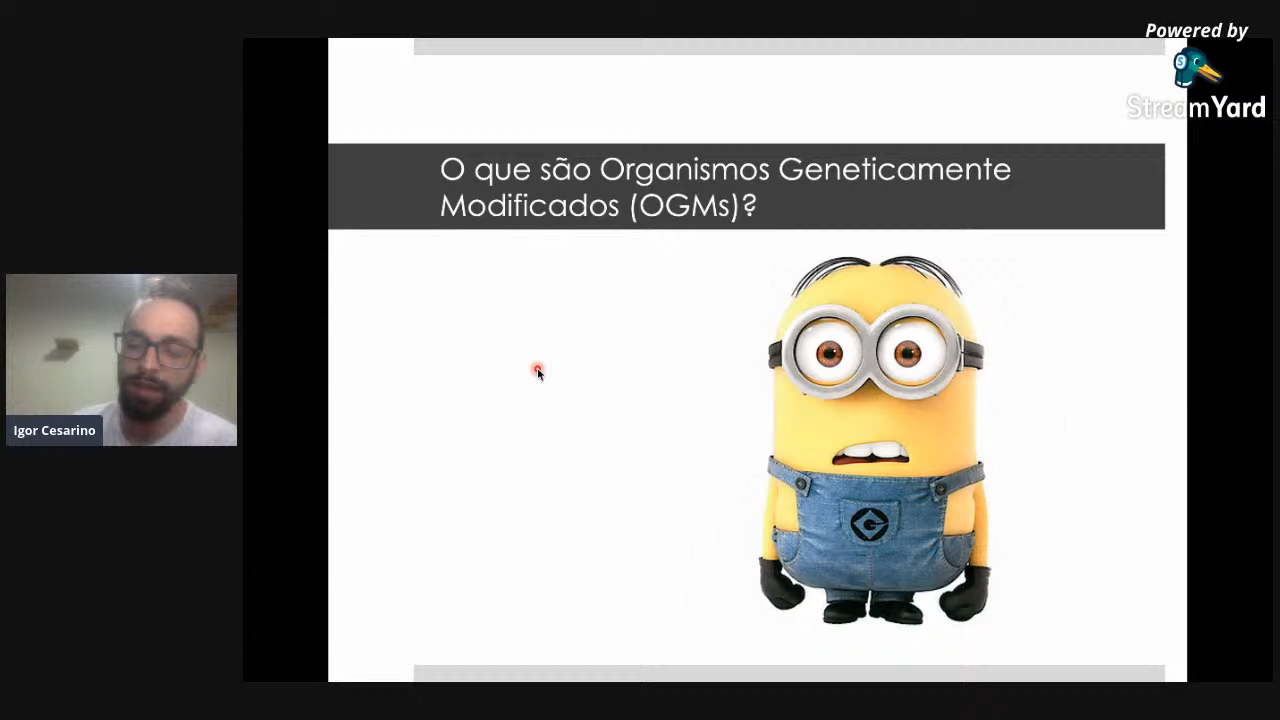 Powered by
StreamYard
O que são Organismos Geneticamente
Modificados (OGMs)?
Igor Cesarino